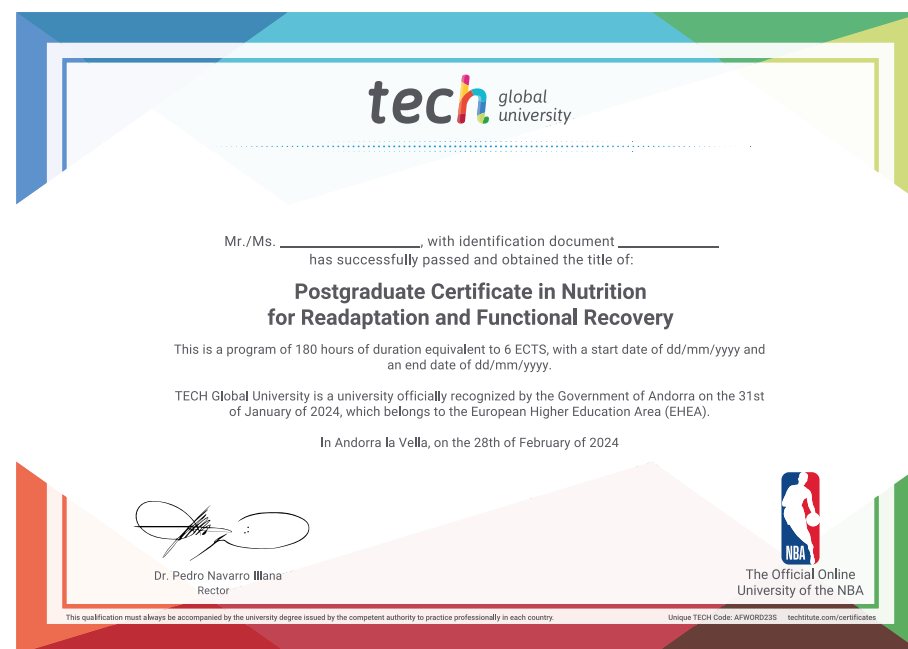 tech global university
Mr./Ms. ____________, with identification document ____________
has successfully passed and obtained the title of:
Postgraduate Certificate in Nutrition
for Readaptation and Functional Recovery
This is a program of 180 hours of duration equivalent to 6 ECTS, with a start date of dd/mm/yyyy and
an end date of dd/mm/yyyy.
TECH Global University is a university officially recognized by the Government of Andorra on the 31st
of January of 2024, which belongs to the European Higher Education Area (EHEA).
In Andorra la Vella, on the 28th of February of 2024
Dr. Pedro Navarro Illana
Rector
NBA
The Official Online
University of the NBA
This qualification must always be accompanied by the university degree issued by the competent authority to practice professionally in each country.
Unique TECH Code: AFWORD23S techtitute.com/certificates